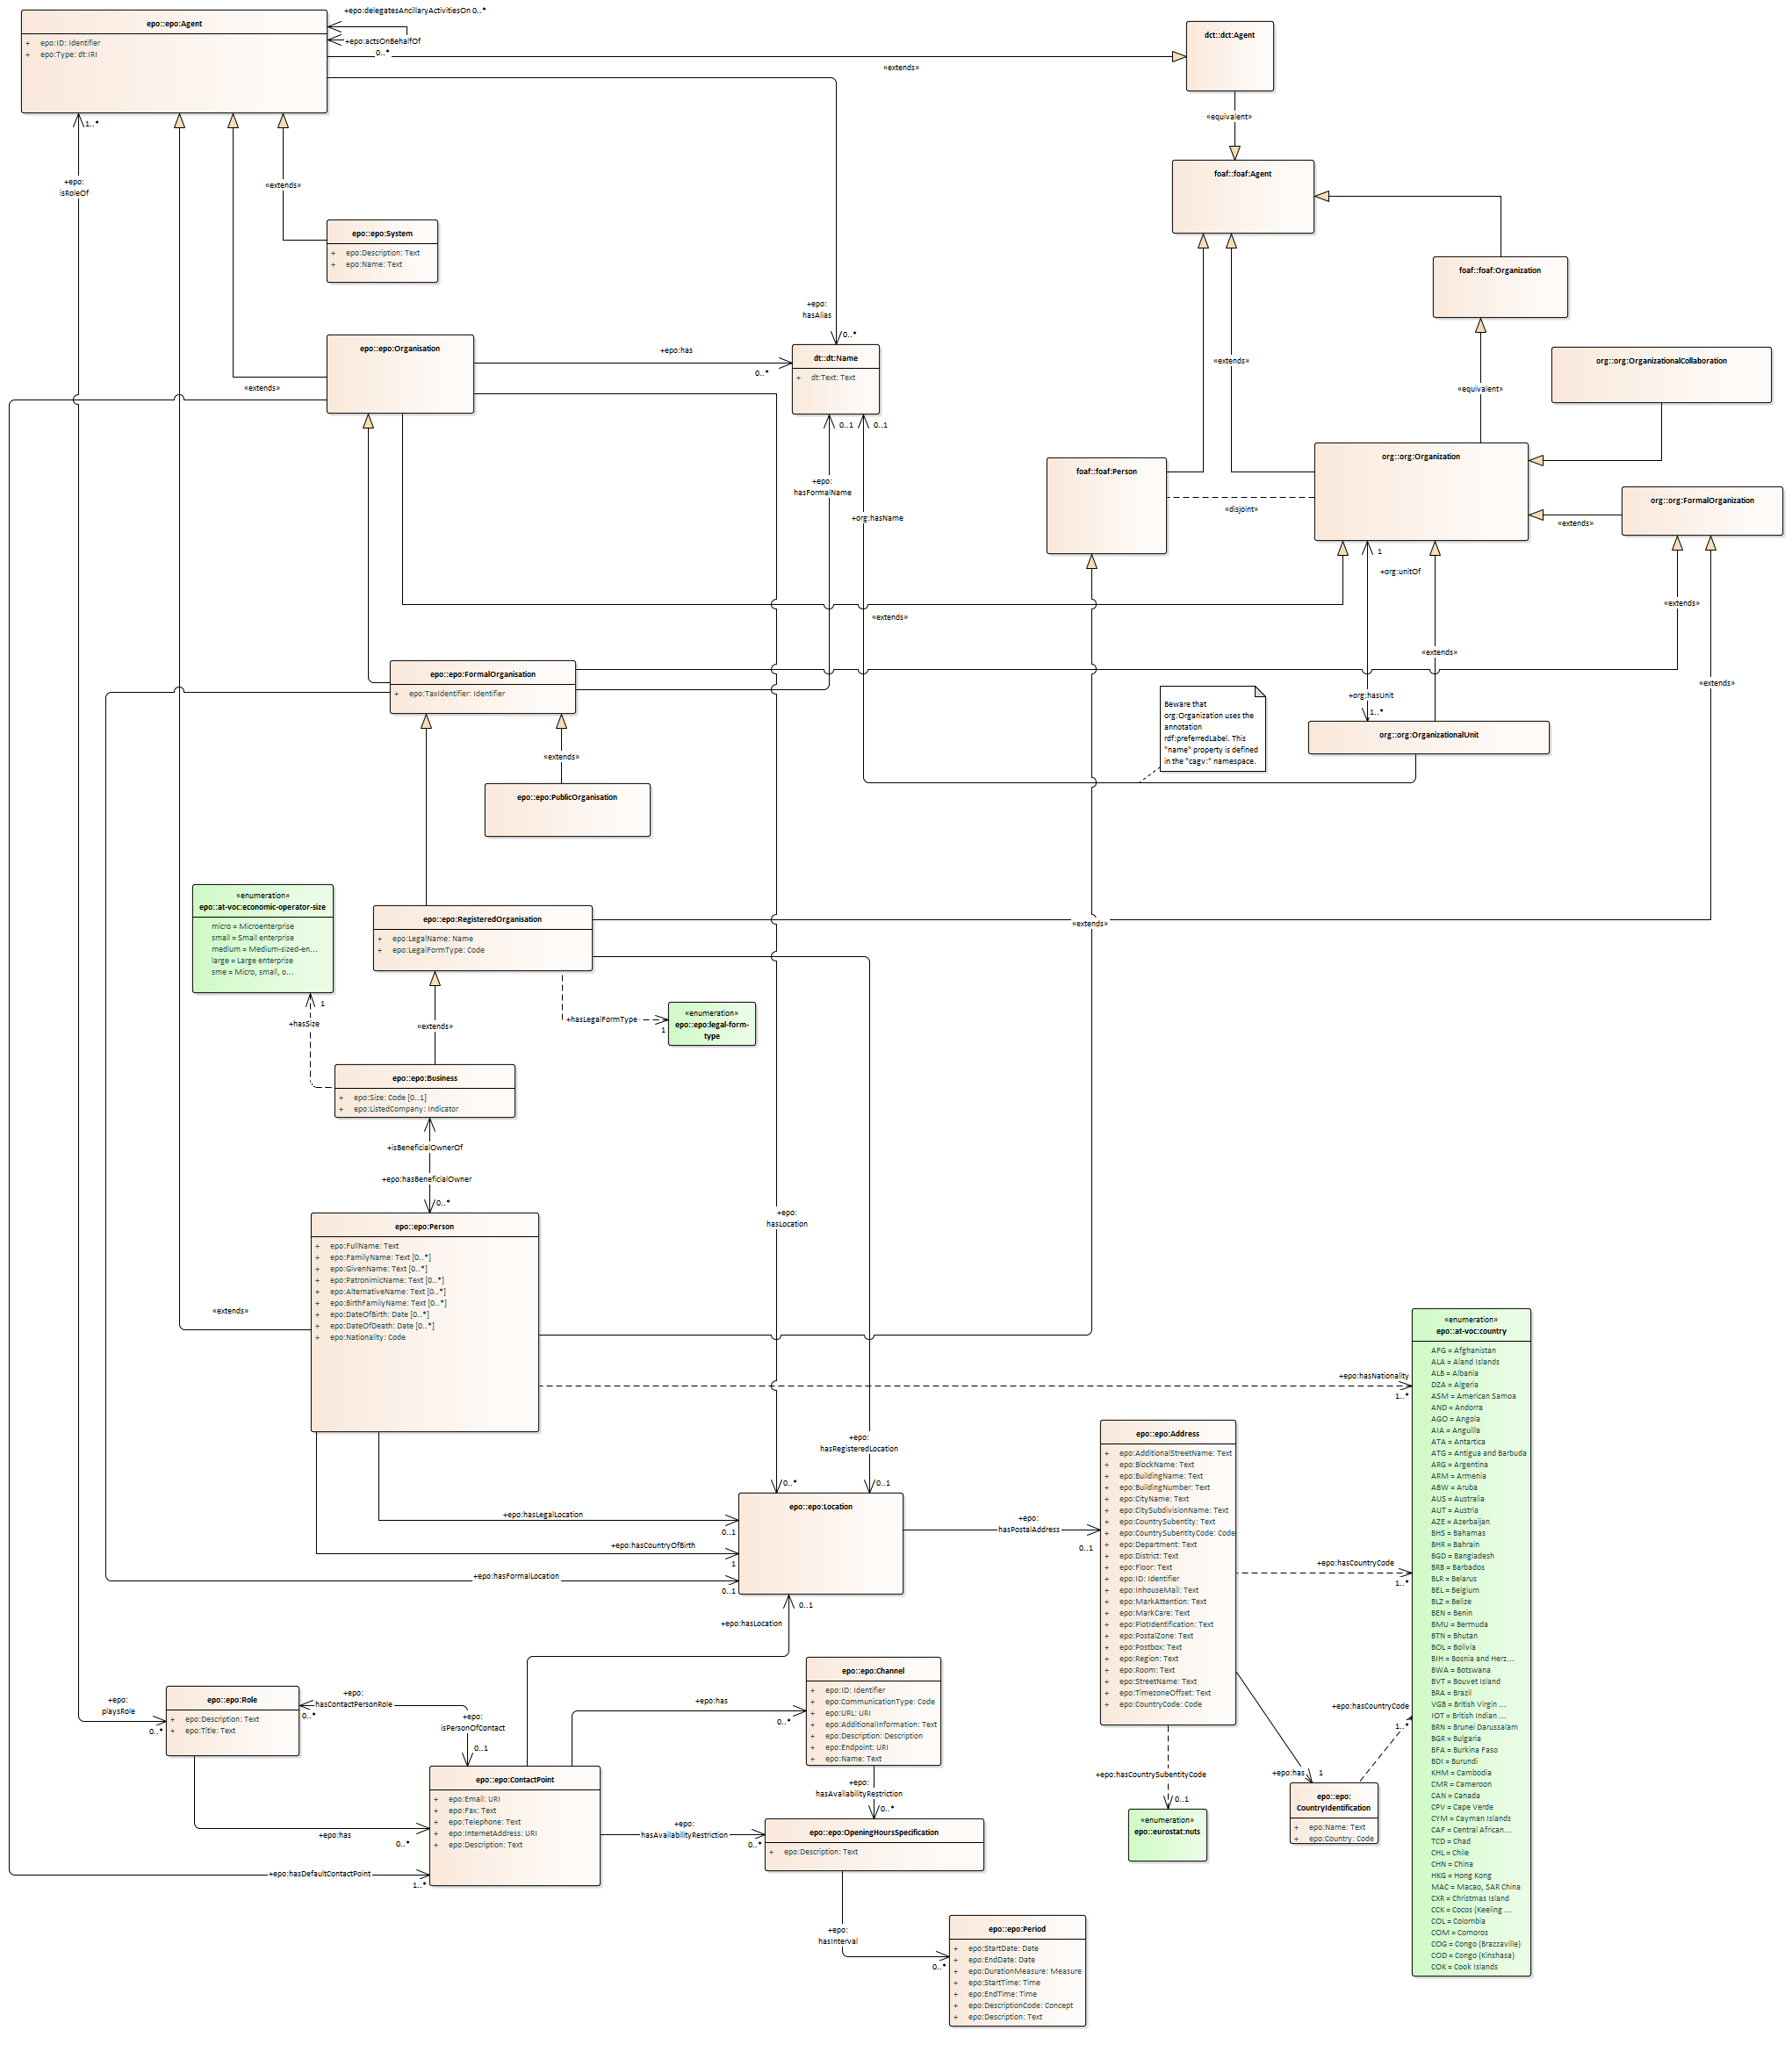 epo::epo:Agent
+ epo:ID: Identifier
+ epo:Type: dt:IRI
+epo:delegatesAncillaryActivitiesOn 0..*
+epo:actsOnBehalfOf
0..*
«extends»
dct::dct:Agent
«equivalent»
foaf::foaf:Agent
1..*
+epo:
isRoleOf
«extends»
epo::epo:System
+ epo:Description: Text
+ epo:Name: Text
foaf::foaf:Organization
+epo:
hasAlias
0..*
epo::epo:Organisation
+epo:has
0..*
dt::dt:Name
+ dt:Text: Text
«extends»
«extends»
«equivalent»
org::org:OrganizationalCollaboration
0..1
0..1
+epo:
hasFormalName
+org:hasName
foaf::foaf:Person
«disjoint»
org::org:Organization
org::org:FormalOrganization
«extends»
1
+org:unitOf
«extends»
«extends»
«extends»
«extends»
epo::epo:FormalOrganisation
+ epo:TaxIdentifier: Identifier
+org:hasUnit
1..*
org::org:OrganizationalUnit
Beware that
org:Organization uses the
annotation
rdf:preferredLabel. This
"name" property is defined
in the "cagv:" namespace.
«extends»
epo::epo:PublicOrganisation
«enumeration»
epo::at-voc:economic-operator-size
micro = Microenterprise
small = Small enterprise
medium = Medium-sized-en...
large = Large enterprise
sme = Micro, small, o...
1
+hasSize
epo::epo:RegisteredOrganisation
+ epo:LegalName: Name
+ epo:LegalFormType: Code
«extends»
+hasLegalFormType
1
«enumeration»
epo::epo:legal-form-
type
«extends»
epo::epo:Business
+ epo:Size: Code [0..1]
+ epo:ListedCompany: Indicator
+isBeneficialOwnerOf
+epo:hasBeneficialOwner
0..*
epo::epo:Person
+ epo:FullName: Text
+ epo:FamilyName: Text [0..*]
+ epo:GivenName: Text [0..*]
+ epo:PatronimicName: Text [0..*]
+ epo:AlternativeName: Text [0..*]
+ epo:BirthFamilyName: Text [0..*]
+ epo:DateOfBirth: Date [0..*]
+ epo:DateOfDeath: Date [0..*]
+ epo:Nationality: Code
«extends»
+epo:
hasLocation
+epo:hasNationality
1..*
+epo:
hasRegisteredLocation
0..*
0..1
epo::epo:Location
+epo:hasLegalLocation
0..1
+epo:hasCountryOfBirth
1
+epo:hasFormalLocation
0..1
+epo:
hasPostalAddress
0..1
0..1
+epo:hasLocation
epo::epo:Address
+ epo:AdditionalStreetName: Text
+ epo:BlockName: Text
+ epo:BuildingName: Text
+ epo:BuildingNumber: Text
+ epo:CityName: Text
+ epo:CitySubdivisionName: Text
+ epo:CountrySubentity: Text
+ epo:CountrySubentityCode: Code
+ epo:Department: Text
+ epo:District: Text
+ epo:Floor: Text
+ epo:ID: Identifier
+ epo:InhouseMail: Text
+ epo:MarkAttention: Text
+ epo:MarkCare: Text
+ epo:PlotIdentification: Text
+ epo:PostalZone: Text
+ epo:Postbox: Text
+ epo:Region: Text
+ epo:Room: Text
+ epo:StreetName: Text
+ epo:TimezoneOffset: Text
+ epo:CountryCode: Code
+epo:hasCountryCode
1..*
+epo:hasCountryCode
1..*
«enumeration»
epo::at-voc:country
AFG = Afghanistan
ALA = Aland Islands
ALB = Albania
DZA = Algeria
ASM = American Samoa
AND = Andorra
AGO = Angola
AIA = Anguilla
ATA = Antartica
ATG = Antigua and Barbuda
ARG = Argentina
ARM = Armenia
ABW = Aruba
AUS = Australia
AUT = Austria
AZE = Azerbaijan
BHS = Bahamas
BHR = Bahrain
BGD = Bangladesh
BRB = Barbados
BLR = Belarus
BEL = Belgium
BLZ = Belize
BEN = Benin
BMU = Bermuda
BTN = Bhutan
BOL = Bolivia
BIH = Bosnia and Herz...
BWA = Botswana
BVT = Bouvet Island
BRA = Brazil
VGB = British Virgin ...
IOT = British Indian ...
BRN = Brunei Darussalam
BGR = Bulgaria
BFA = Burkina Faso
BDI = Burundi
KHM = Cambodia
CMR = Cameroon
CAN = Canada
CPV = Cape Verde
CYM = Cayman Islands
CAF = Central African...
TCD = Chad
CHL = Chile
CHN = China
HKG = Hong Kong
MAC = Macao, SAR China
CXR = Christmas Island
CCK = Cocos (Keeling ...
COL = Colombia
COM = Comoros
COG = Congo (Brazzaville)
COD = Congo (Kinshasa)
COK = Cook Islands
+epo:
playsRole
0..*
epo::epo:Role
+ epo:Description: Text
+ epo:Title: Text
+epo:
hasContactPersonRole
0..*
+epo:
isPersonOfContact
0..1
+epo:has
0..*
epo::epo:Channel
+ epo:ID: Identifier
+ epo:CommunicationType: Code
+ epo:URL: URI
+ epo:AdditionalInformation: Text
+ epo:Description: Description
+ epo:Endpoint: URI
+ epo:Name: Text
epo::epo:ContactPoint
+ epo:Email: URI
+ epo:Fax: Text
+ epo:Telephone: Text
+ epo:InternetAddress: URI
+ epo:Description: Text
+epo:has
0..*
+epo:hasDefaultContactPoint
1..*
+epo:
hasAvaliabilityRestriction
0..*
+epo:
hasAvailabilityRestriction
0..*
epo::epo:OpeningHoursSpecification
+ epo:Description: Text
+epo:hasCountrySubentityCode
0..1
«enumeration»
epo::eurostat:nuts
+epo:has
1
epo::epo:
CountryIdentification
+ epo:Name: Text
+ epo:Country: Code
+epo:
hasInterval
0..*
epo::epo:Period
+ epo:StartDate: Date
+ epo:EndDate: Date
+ epo:DurationMeasure: Measure
+ epo:StartTime: Time
+ epo:EndTime: Time
+ epo:DescriptionCode: Concept
+ epo:Description: Text